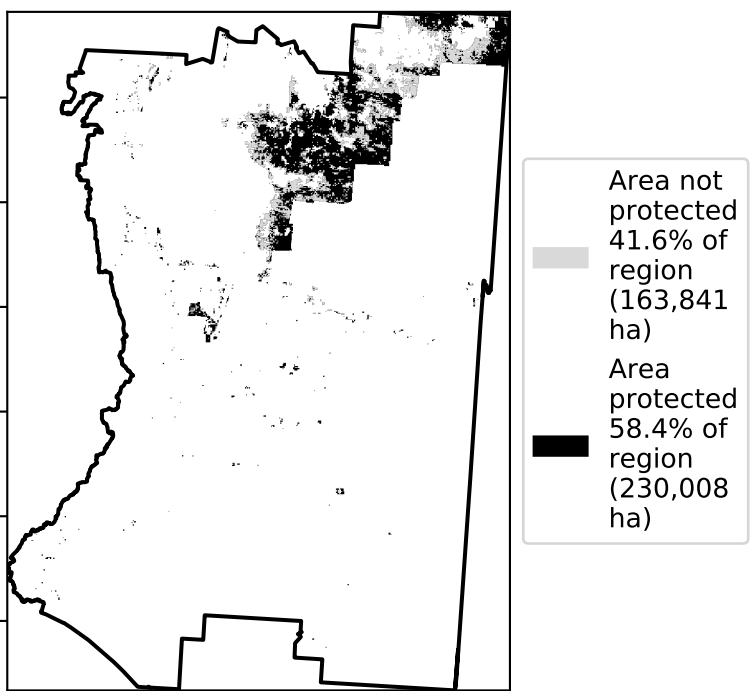 Area not
protected
41.6% of
region
(163,841
ha)
Area
protected
58.4% of
region
(230,008
ha)